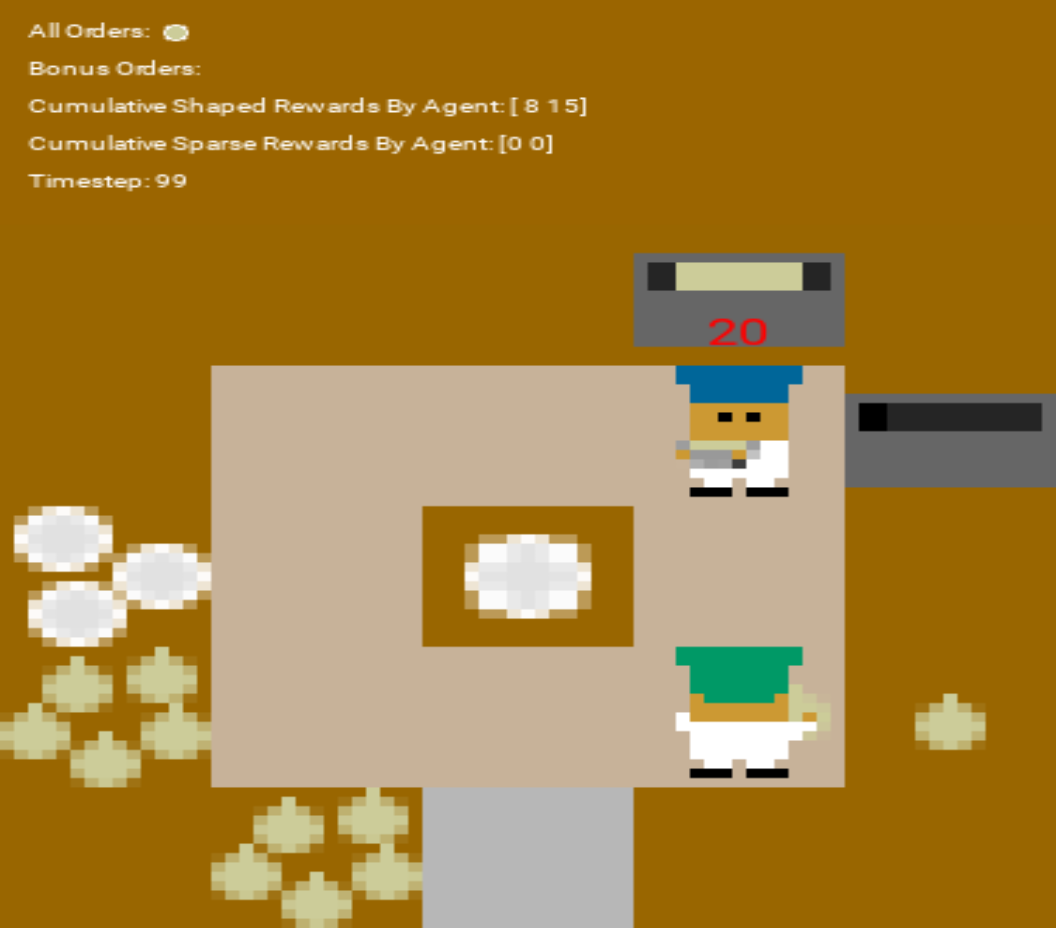 All Orders:
Bonus Orders:
Cumulative Shaped Rewards By Agent: [ 8 15]
Cumulative Sparse Rewards By Agent: [0 0]
Timestep: 99
20